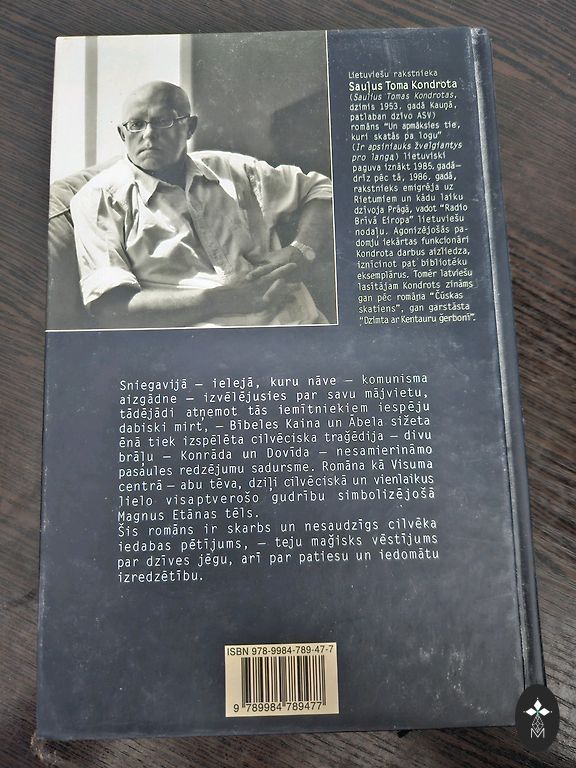 Lietuviešu rakstnieka
Sauļus Toma Kondrota
(Saulius Tomas Kondrotas,
dzimis 1953. gadā Kauņā,
patlaban dzīvo ASV)
romāns "Un apmāksies tie,
kuri skatās pa logu"
(Ir apsiniauks žvelgiantys
pro langą) lietuviski
paguva iznākt 1985. gadā–
drīz pēc tā, 1986. gadā,
rakstnieks emigrēja uz
Rietumiem un kādu laiku
dzīvoja Prāgā, vadot "Radio
Brīvā Eiropa" lietuviešu
nodaļu. Agonizējošās pa-
domju iekārtas funkcionāri
Kondrota darbus aizliedza,
iznīcinot pat bibliotēku
eksemplārus. Tomēr latviešu
lasītājam Kondrots zināms
gan pēc romāna "Čūskas
skatiens", gan garstāsta
"Dzimta ar Kentauru ģerbonī".
Sniegavijā – ielejā, kuru nāve – komunisma
aizgādne – izvēlējusies par savu mājvietu,
tādējādi atņemot tās iemītniekiem iespēju
dabiski mirt, – Bībeles Kaina un Ābela sižeta
ēnā tiek izspēlēta cilvēciska traģēdija – divu
brāļu – Konrāda un Dovīda – nesamierināmo
pasaules redzējumu sadursme. Romāna kā Visuma
centrā – abu tēva, dziļi cilvēciskā un vienlaikus
lielo visaptverošo gudrību simbolizējošā
Magnus Etānas tēls.
Šis romāns ir skarbs un nesaudzīgs cilvēka
iedabas pētījums, – teju maģisks vēstījums
par dzīves jēgu, arī par patiesu un iedomātu
izredzētību.
ISBN 978-9984-789-47-7
9 789984 789477
M